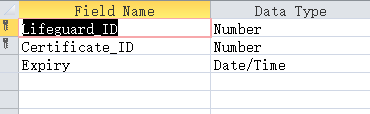 Field Name Data Type
Lifeguard_ID Number
Certificate_ID Number
Expiry Date/Time